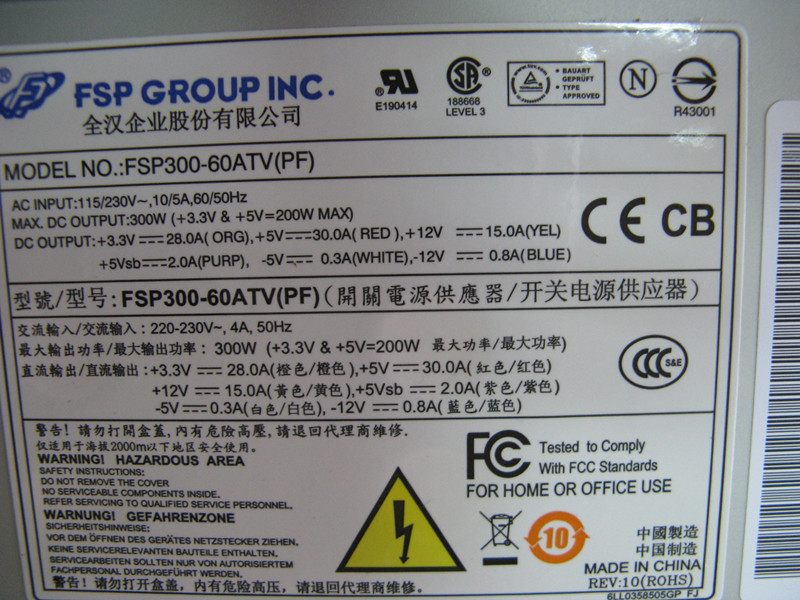 FSP GROUP INC.
全汉企业股份有限公司
E190414
188668
LEVEL 3
BAUART
GEPRÜFT
TYPE
APPROVED
N
R43001
MODEL NO.:FSP300-60ATV(PF)
AC INPUT:115/230V~,10/5A,60/50Hz
MAX. DC OUTPUT:300W (+3.3V & +5V=200W MAX)
DC OUTPUT:+3.3V⎓28.0A( ORG),+5V⎓30.0A( RED ),+12V ⎓15.0A(YEL)
+5Vsb⎓2.0A(PURP), -5V⎓ 0.3A(WHITE),-12V ⎓ 0.8A(BLUE)
CE CB
型號/型号: FSP300-60ATV(PF)(開關電源供應器/开关电源供应器)
交流輸入/交流输入: 220-230V~, 4A, 50Hz
最大輸出功率/最大输出功率: 300W (+3.3V & +5V=200W 最大功率/最大功率)
直流輸出/直流输出: +3.3V ⎓ 28.0A(橙色/橙色),+5V⎓30.0A(紅色/红色)
+12V ⎓ 15.0A(黃色/黄色),+5Vsb ⎓ 2.0A(紫色/紫色)
-5V⎓0.3A(白色/白色), -12V ⎓ 0.8A(藍色/蓝色)
CCC S&E
警告! 請勿打開盒蓋,內有危險高壓,請退回代理商維修.
仅适用于海拔2000m以下地区安全使用。
WARNING! HAZARDOUS AREA
SAFETY INSTRUCTIONS:
DO NOT REMOVE THE COVER
NO SERVICEABLE COMPONENTS INSIDE.
REFER SERVICING TO QUALIFIED SERVICE PERSONNEL.
WARNUNG! GEFAHRENZONE
SICHERHEITSHINWEISE:
VOR DEM ÖFFNEN DES GERÄTES NETZSTECKER ZIEHEN.
KEINE SERVICERELEVANTEN BAUTEILE ENTHALTEN.
SERVICEARBEITEN SOLLTEN NUR VON AUTORISIERTEM
FACHPERSONAL DURCHGEFÜHRT WERDEN.
警告! 请勿打开盒盖, 内有危险高压, 请退回代理商维修.
FC Tested to Comply
With FCC Standards
FOR HOME OR OFFICE USE
10
中國製造
中国制造
MADE IN CHINA
REV:10(ROHS)
6LL0358505GP FJ